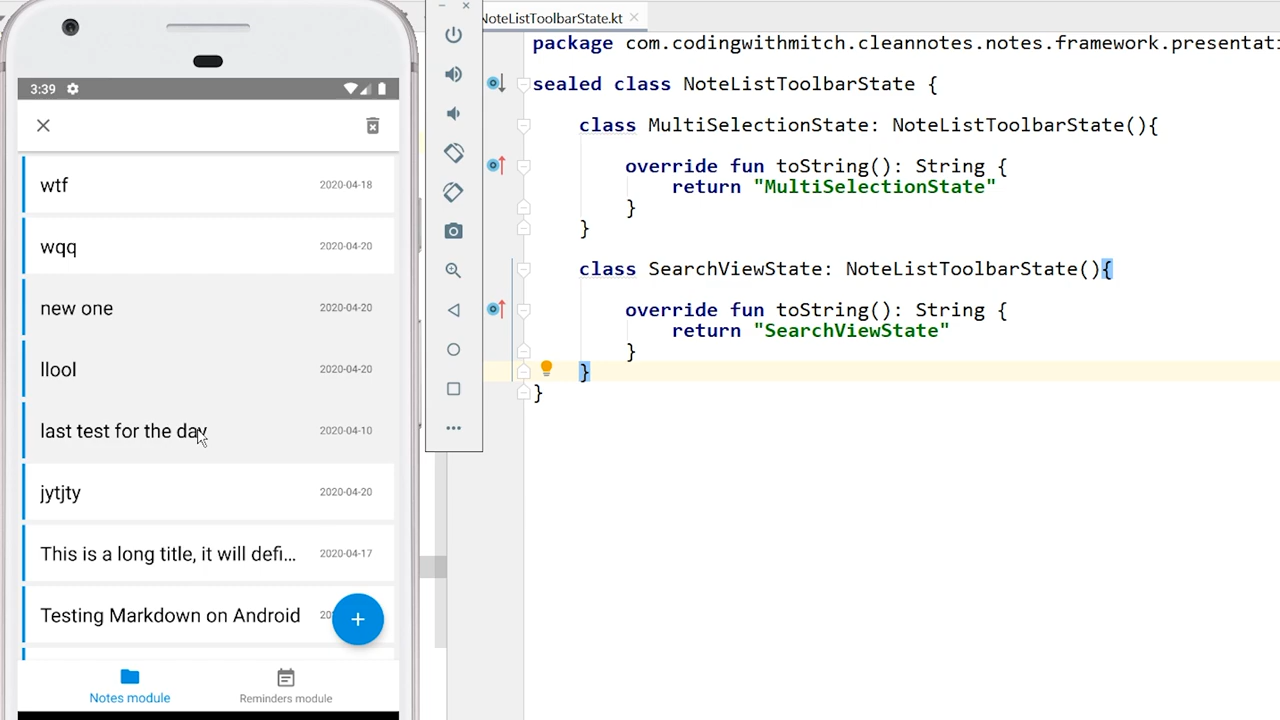 3:39
wtf 2020-04-18
wqq 2020-04-20
new one 2020-04-20
llool 2020-04-20
last test for the day 2020-04-10
jytjty 2020-04-20
This is a long title, it will defi... 2020-04-17
Testing Markdown on Android 20
+
Notes module
Reminders module
NoteListToolbarState.kt
package com.codingwithmitch.cleannotes.notes.framework.presentati
sealed class NoteListToolbarState {
class MultiSelectionState: NoteListToolbarState(){
override fun toString(): String {
return "MultiSelectionState"
}
}
class SearchViewState: NoteListToolbarState(){
override fun toString(): String {
return "SearchViewState"
}
}
}